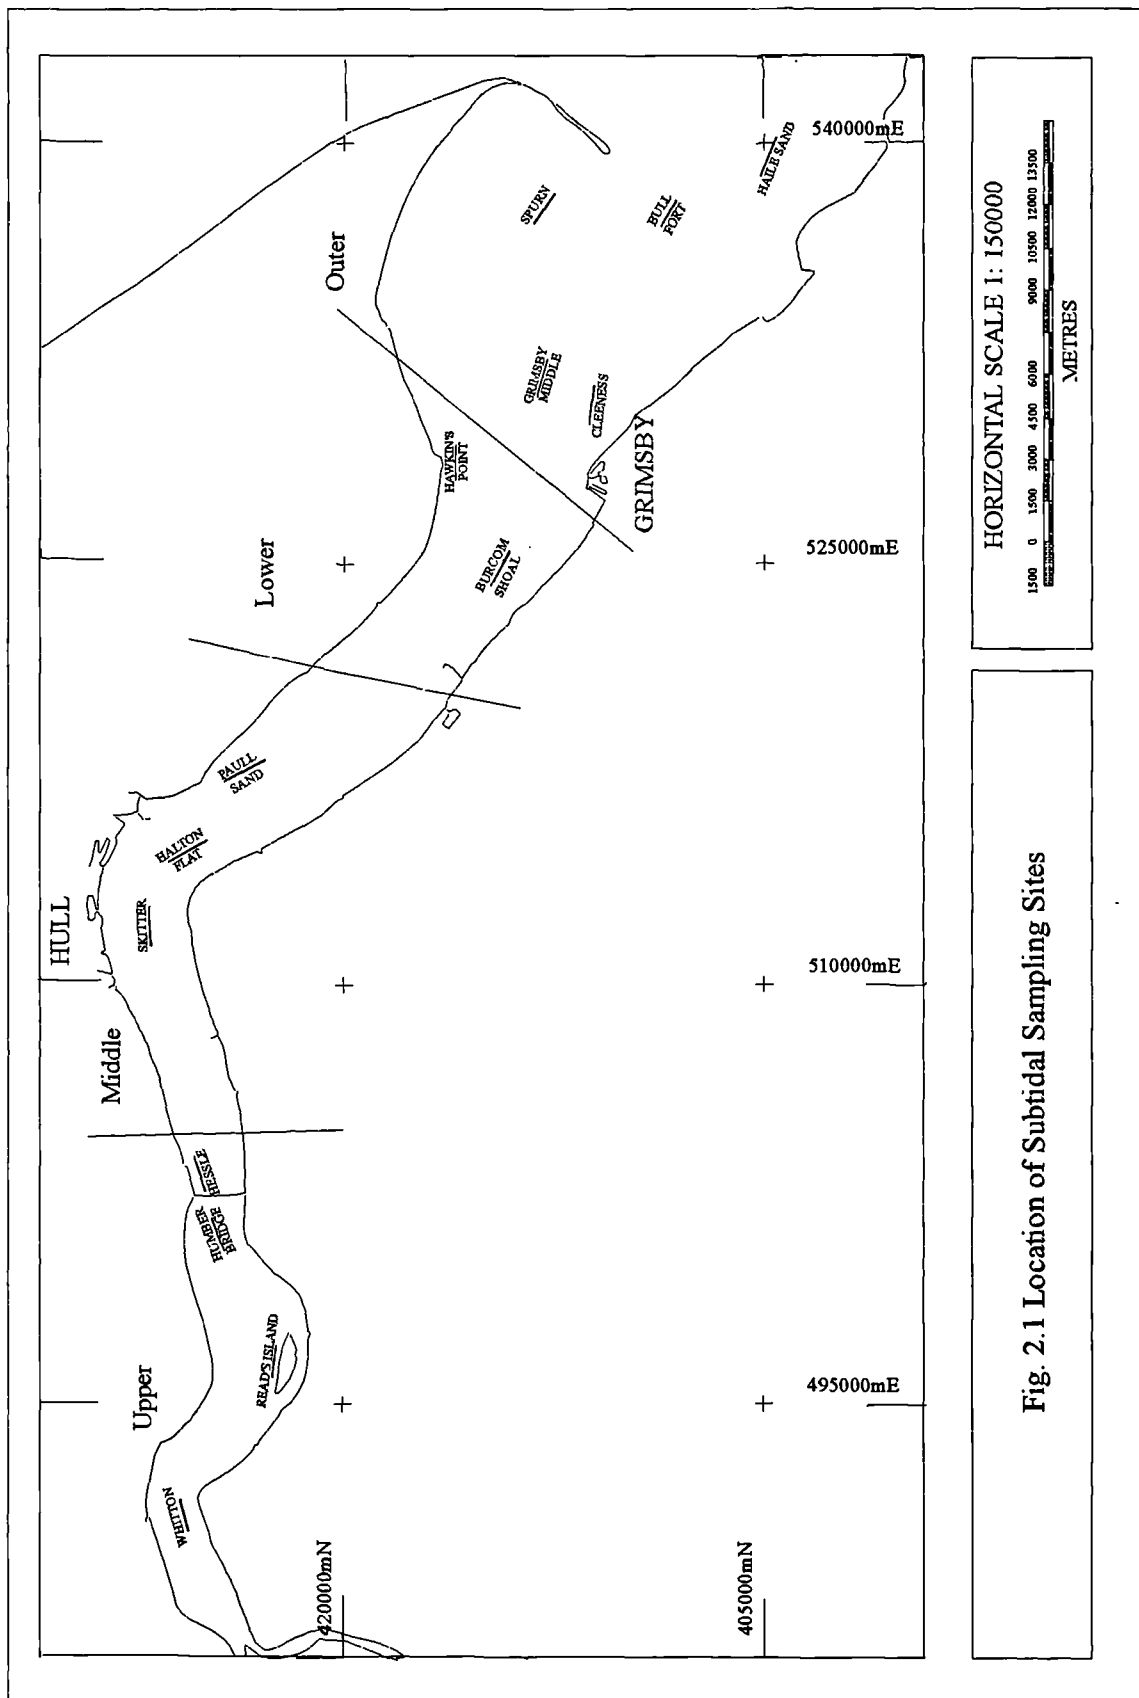 Upper
WHITTON
READ'S ISLAND
HUMBER
BRIDGE
HESSLE
Middle
HULL
SKITTER
HALTON
FLAT
PAULL
SAND
Lower
BURCOM
SHOAL
HAWKIN'S
POINT
Outer
GRIMSBY
MIDDLE
CLEENESS
GRIMSBY
SPURN
BULL
FORT
HAILE SAND
420000mN
405000mN
495000mE
510000mE
525000mE
540000mE
Fig. 2.1 Location of Subtidal Sampling Sites
HORIZONTAL SCALE 1: 150000
1500 0 1500 3000 4500 6000 9000 10500 12000 13500
METRES